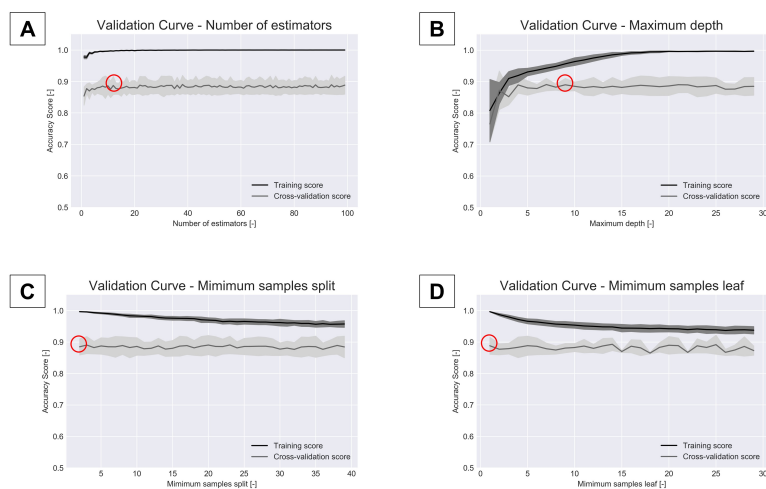 A
Validation Curve - Number of estimators
1.0
0.9
0.8
0.7
0.6
0.5
Accuracy Score [-]
Training score
Cross-validation score
0 20 40 60 80 100
Number of estimators [-]
B
Validation Curve - Maximum depth
1.0
0.9
0.8
0.7
0.6
0.5
Accuracy Score [-]
Training score
Cross-validation score
0 5 10 15 20 25 30
Maximum depth [-]
C
Validation Curve - Mimimum samples split
1.0
0.9
0.8
0.7
0.6
0.5
Accuracy Score [-]
Training score
Cross-validation score
5 10 15 20 25 30 35 40
Mimimum samples split [-]
D
Validation Curve - Mimimum samples leaf
1.0
0.9
0.8
0.7
0.6
0.5
Accuracy Score [-]
Training score
Cross-validation score
0 5 10 15 20 25 30
Minimum samples leaf [-]